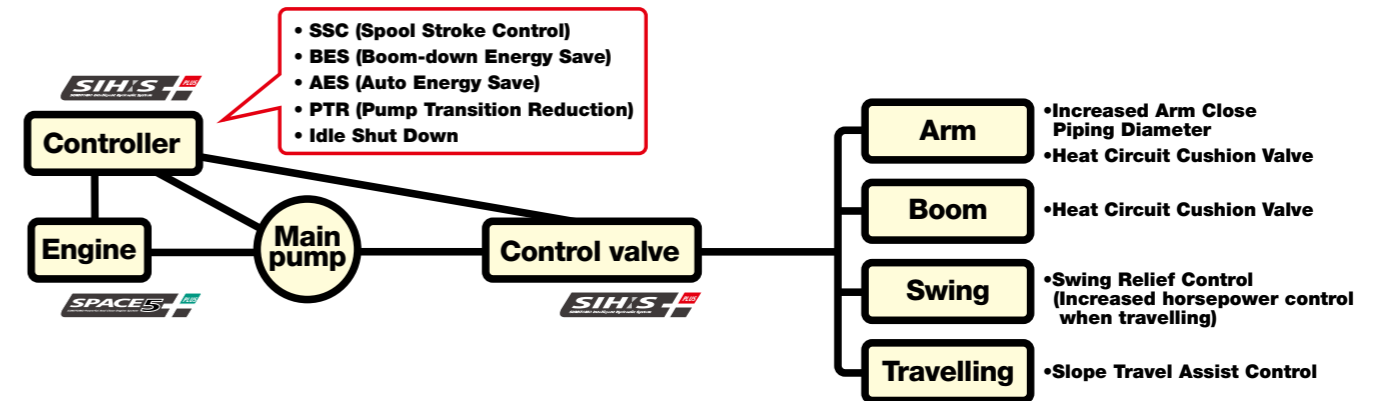 • SSC (Spool Stroke Control)
• BES (Boom-down Energy Save)
• AES (Auto Energy Save)
• PTR (Pump Transition Reduction)
• Idle Shut Down
SIH:S PLUS
Controller
Engine
Main
pump
Control valve
SPACE5 PLUS
SIH:S PLUS
Arm
•Increased Arm Close
Piping Diameter
•Heat Circuit Cushion Valve
Boom
•Heat Circuit Cushion Valve
Swing
•Swing Relief Control
(Increased horsepower control
when travelling)
Travelling
•Slope Travel Assist Control